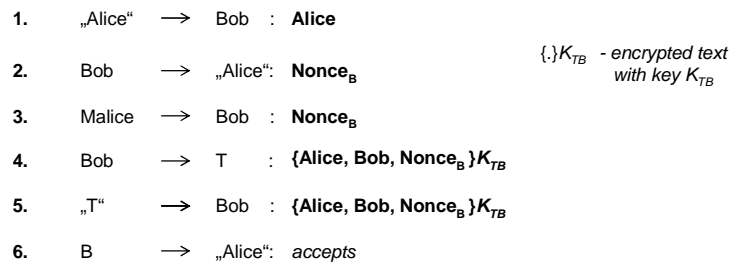 1. „Alice“ → Bob : Alice
2. Bob → „Alice“: Nonce_B
3. Malice → Bob : Nonce_B
4. Bob → T : {Alice, Bob, Nonce_B}K_TB
5. „T“ → Bob : {Alice, Bob, Nonce_B}K_TB
6. B → „Alice“: accepts
{.}K_TB - encrypted text
with key K_TB